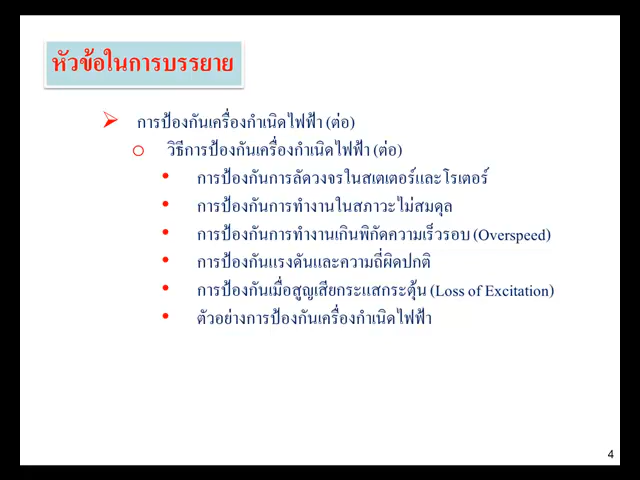 หัวข้อในการบรรยาย
➢ การป้องกันเครื่องกำเนิดไฟฟ้า (ต่อ)
o วิธีการป้องกันเครื่องกำเนิดไฟฟ้า (ต่อ)
• การป้องกันการลัดวงจรในสเตเตอร์และโรเตอร์
• การป้องกันการทำงานในสภาวะไม่สมดุล
• การป้องกันการทำงานเกินพิกัดความเร็วรอบ (Overspeed)
• การป้องกันแรงดันและความถี่ผิดปกติ
• การป้องกันเมื่อสูญเสียกระแสกระตุ้น (Loss of Excitation)
• ตัวอย่างการป้องกันเครื่องกำเนิดไฟฟ้า
4